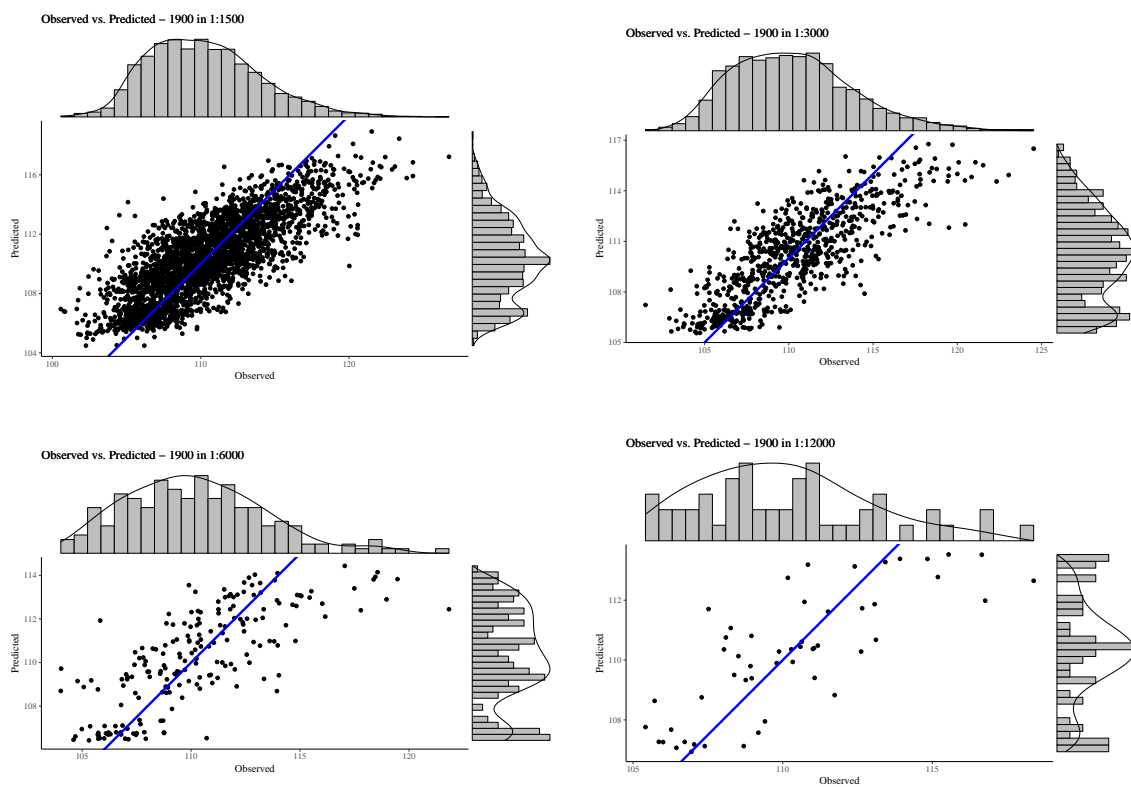 Observed vs. Predicted – 1900 in 1:1500
116
112
108
104
Predicted
100
110
120
Observed
Observed vs. Predicted – 1900 in 1:3000
117
114
111
108
105
Predicted
105
110
115
120
125
Observed
Observed vs. Predicted – 1900 in 1:6000
114
112
110
108
Predicted
105
110
115
120
Observed
Observed vs. Predicted – 1900 in 1:12000
112
110
108
Predicted
105
110
115
Observed